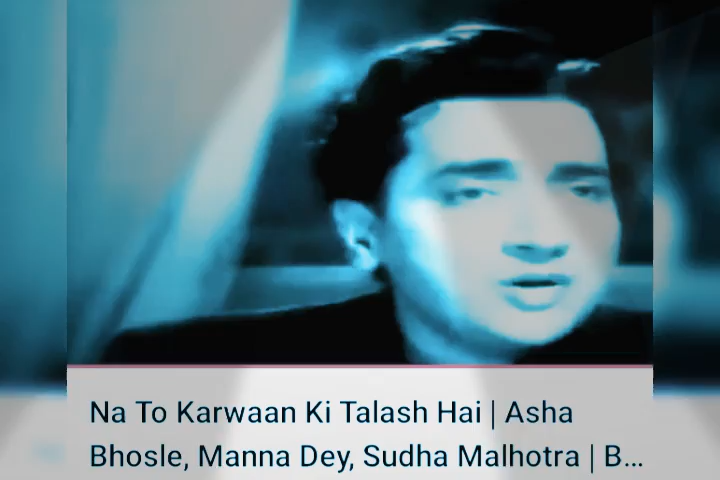 Na To Karwaan Ki Talash Hai | Asha
Bhosle, Manna Dey, Sudha Malhotra | B...